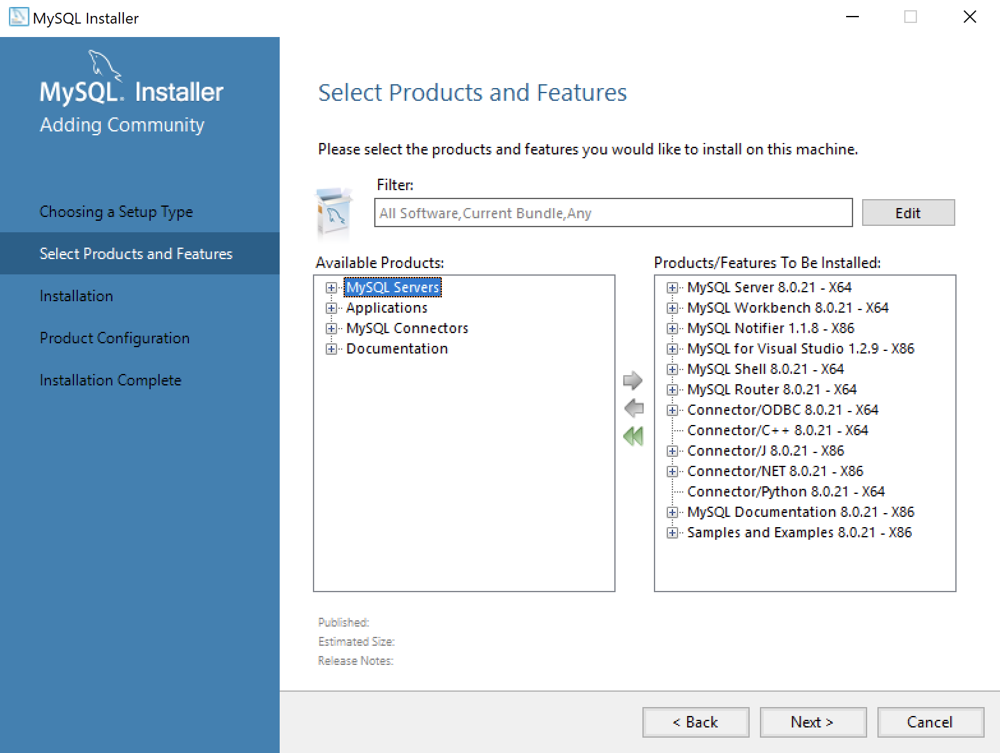 MySQL Installer
MySQL. Installer
Adding Community
Choosing a Setup Type
Select Products and Features
Installation
Product Configuration
Installation Complete
Select Products and Features
Please select the products and features you would like to install on this machine.
Filter:
All Software,Current Bundle,Any
Edit
Available Products:
MySQL Servers
Applications
MySQL Connectors
Documentation
Products/Features To Be Installed:
MySQL Server 8.0.21 - X64
MySQL Workbench 8.0.21 - X64
MySQL Notifier 1.1.8 - X86
MySQL for Visual Studio 1.2.9 - X86
MySQL Shell 8.0.21 - X64
MySQL Router 8.0.21 - X64
Connector/ODBC 8.0.21 - X64
Connector/C++ 8.0.21 - X64
Connector/J 8.0.21 - X86
Connector/NET 8.0.21 - X86
Connector/Python 8.0.21 - X64
MySQL Documentation 8.0.21 - X86
Samples and Examples 8.0.21 - X86
Published:
Estimated Size:
Release Notes:
< Back
Next >
Cancel